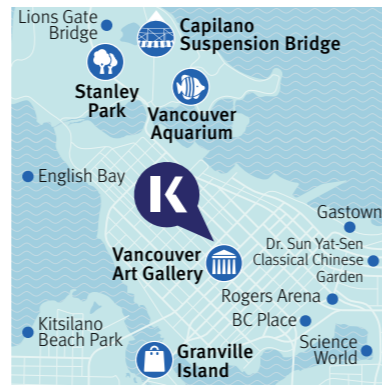 Lions Gate
Bridge
Capilano
Suspension Bridge
Stanley
Park
Vancouver
Aquarium
English Bay
K
Gastown
Vancouver
Art Gallery
Dr. Sun Yat-Sen
Classical Chinese
Garden
Rogers Arena
BC Place
Kitsilano
Beach Park
Granville
Island
Science
World